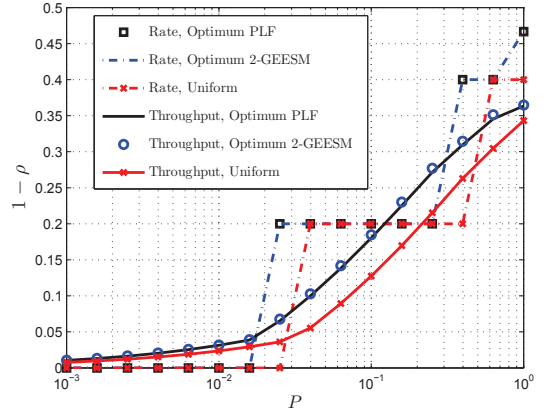 0.5
0.45
0.4
0.35
0.3
0.25
0.2
0.15
0.1
0.05
0
1 − ρ
Rate, Optimum PLF
Rate, Optimum 2-GEESM
Rate, Uniform
Throughput, Optimum PLF
Throughput, Optimum 2-GEESM
Throughput, Uniform
10⁻³ 10⁻² 10⁻¹ 10⁰
P